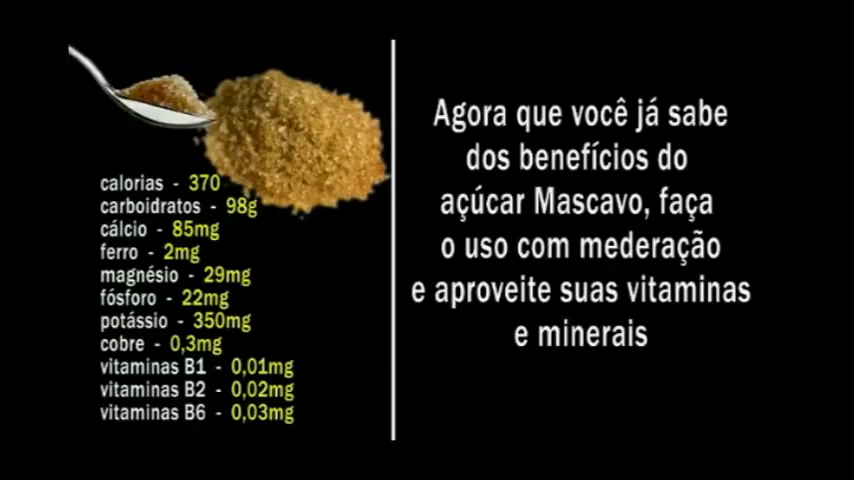 calorias - 370
carboidratos - 98g
cálcio - 85mg
ferro - 2mg
magnésio - 29mg
fósforo - 22mg
potássio - 350mg
cobre - 0,3mg
vitaminas B1 - 0,01mg
vitaminas B2 - 0,02mg
vitaminas B6 - 0,03mg
Agora que você já sabe
dos benefícios do
açúcar Mascavo, faça
o uso com mederação
e aproveite suas vitaminas
e minerais